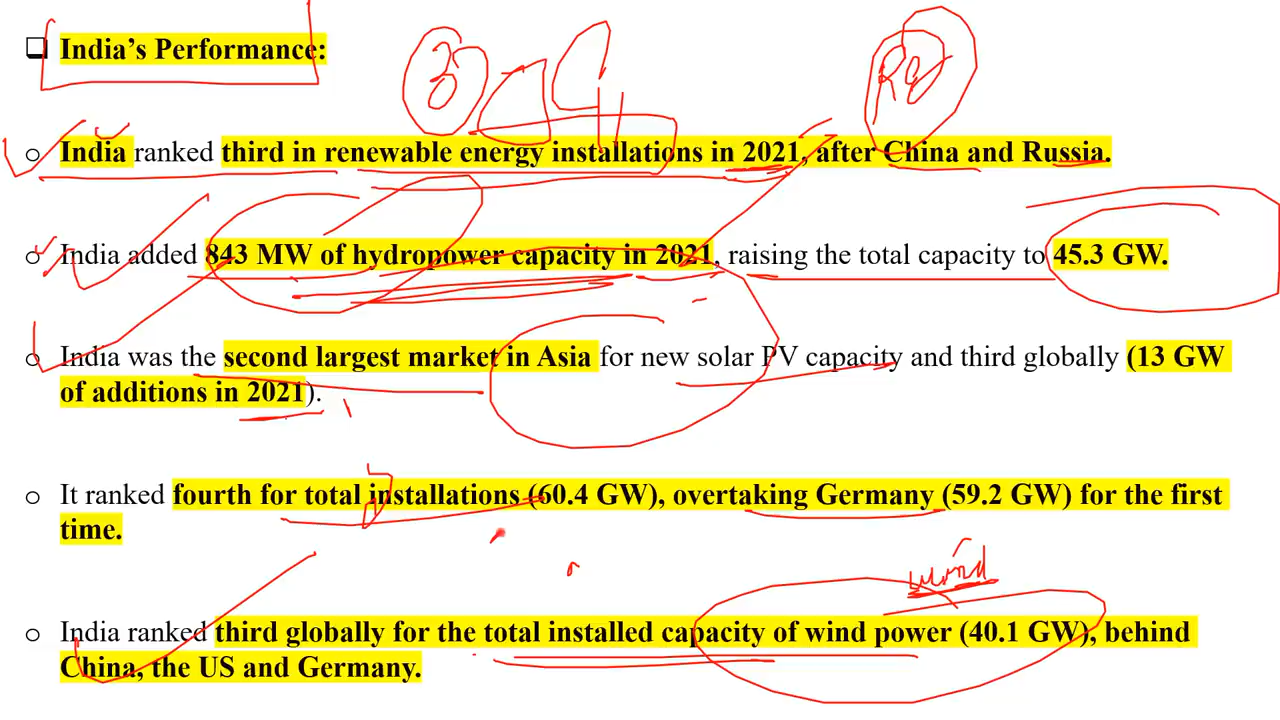 ❑ India's Performance:
○ India ranked third in renewable energy installations in 2021, after China and Russia.
○ India added 843 MW of hydropower capacity in 2021, raising the total capacity to 45.3 GW.
○ India was the second largest market in Asia for new solar PV capacity and third globally (13 GW
of additions in 2021).
○ It ranked fourth for total installations (60.4 GW), overtaking Germany (59.2 GW) for the first
time.
wind
○ India ranked third globally for the total installed capacity of wind power (40.1 GW), behind
China, the US and Germany.